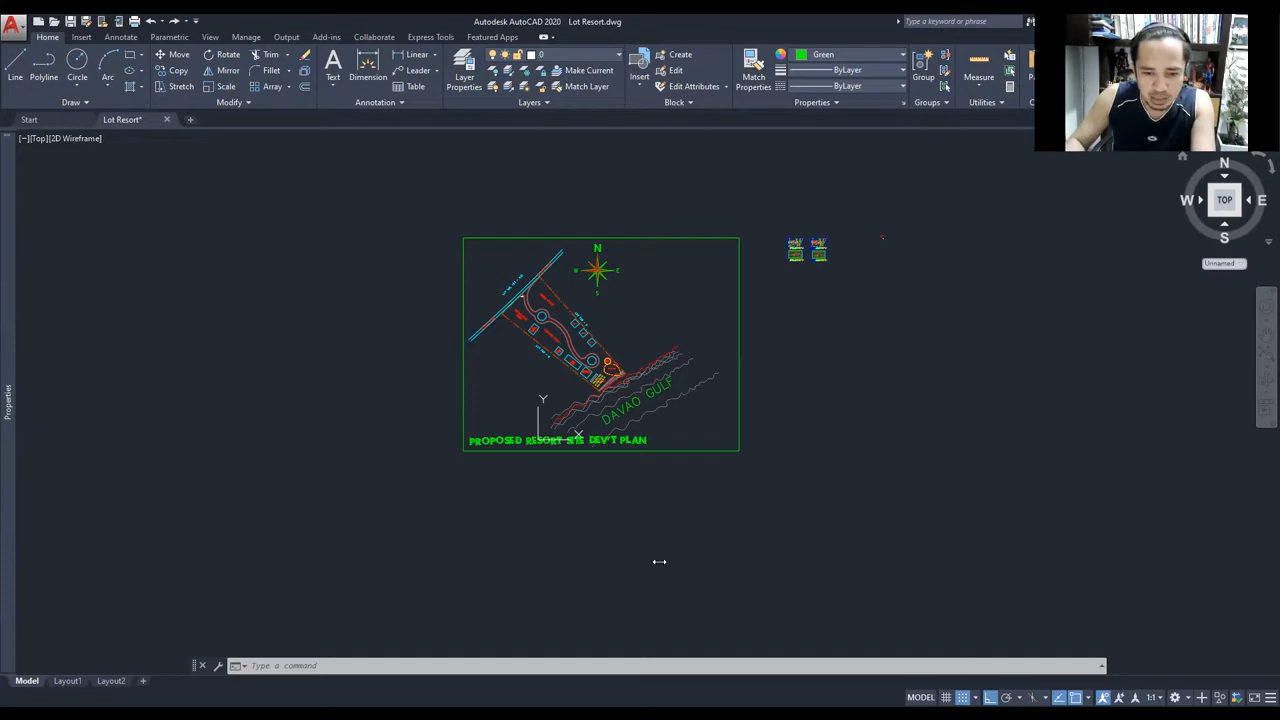 Autodesk AutoCAD 2020 Lot Resort.dwg
Type a keyword or phrase
Home Insert Annotate Parametric View Manage Output Add-ins Collaborate Express Tools Featured Apps
Line Polyline Circle Arc
Move Rotate Trim
Copy Mirror Fillet
Stretch Scale Array
Text Dimension
Linear
Leader
Table
Layer Properties
0
Make Current
Match Layer
Insert
Create
Edit
Edit Attributes
Match Properties
Green
ByLayer
ByLayer
Group
Measure
Draw Modify Annotation Layers Block Properties Groups Utilities
Start Lot Resort*
[−][Top][2D Wireframe]
N
W TOP E
S
Unnamed
N
W E
S
DAVAO GULF
Y
X
PROPOSED RESORT SITE DEV'T PLAN
Properties
Type a command
Model Layout1 Layout2
MODEL 1:1